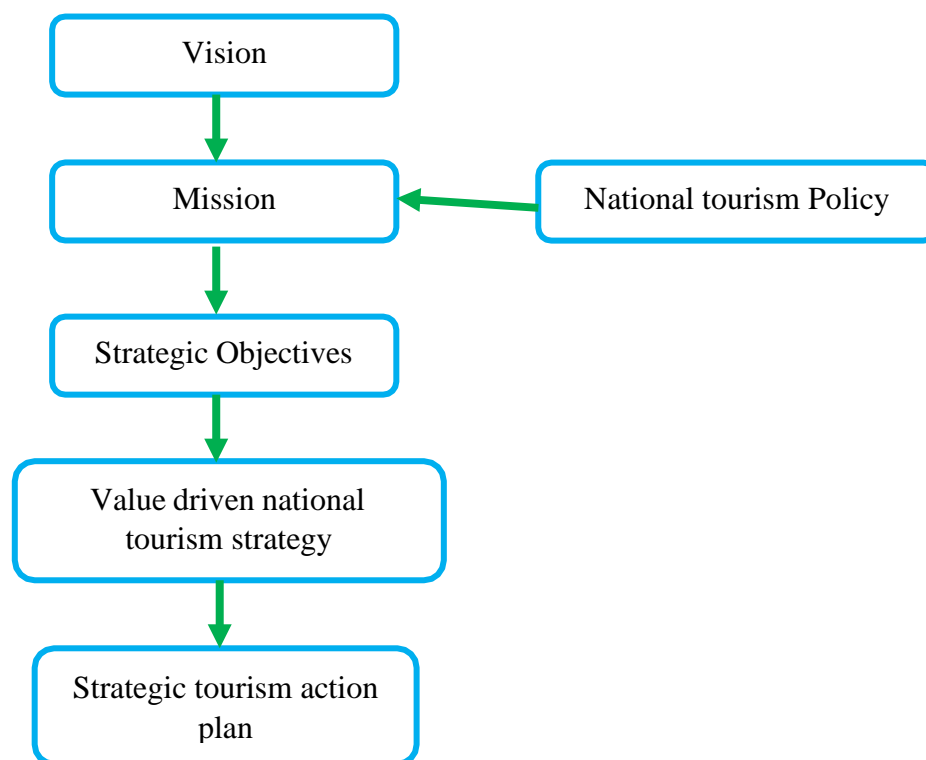 Vision
Mission
National tourism Policy
Strategic Objectives
Value driven national
tourism strategy
Strategic tourism action
plan